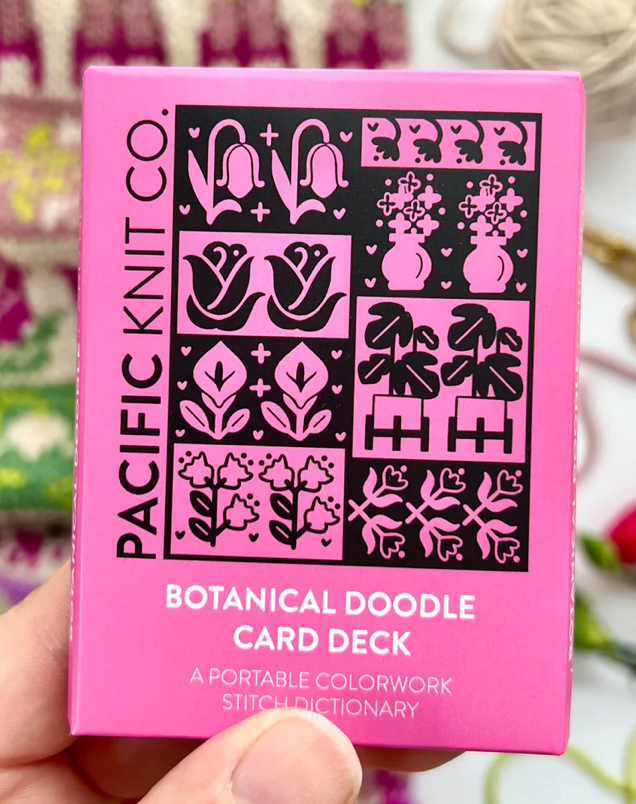 PACIFIC KNIT CO.
BOTANICAL DOODLE
CARD DECK
A PORTABLE COLORWORK
STITCH DICTIONARY